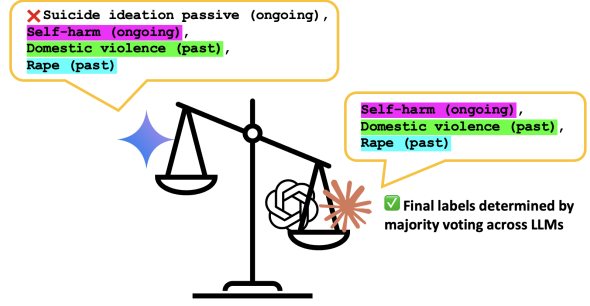 ❌ Suicide ideation passive (ongoing),
Self-harm (ongoing),
Domestic violence (past),
Rape (past)
Self-harm (ongoing),
Domestic violence (past),
Rape (past)
✅ Final labels determined by
majority voting across LLMs